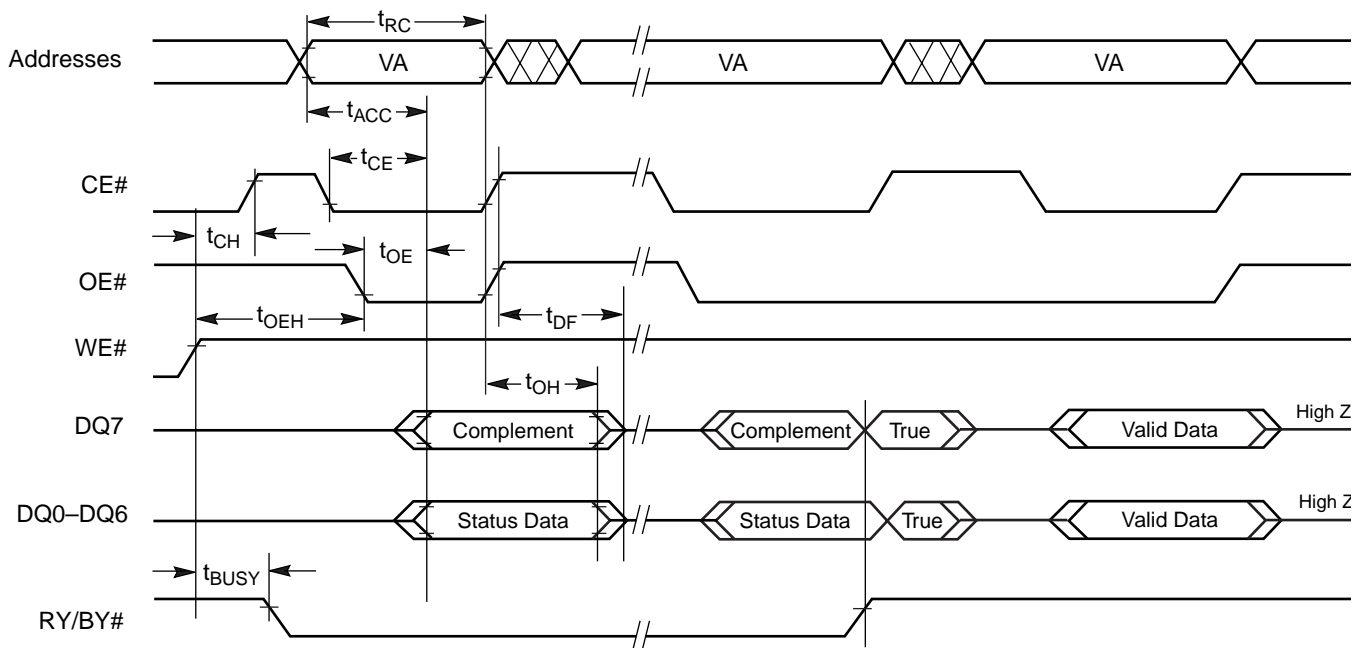 tRC
Addresses VA VA VA
tACC
tCE
CE#
tCH
tOE
OE#
tOEH
tDF
WE#
tOH
DQ7 Complement Complement True Valid Data High Z
DQ0–DQ6 Status Data Status Data True Valid Data High Z
tBUSY
RY/BY#